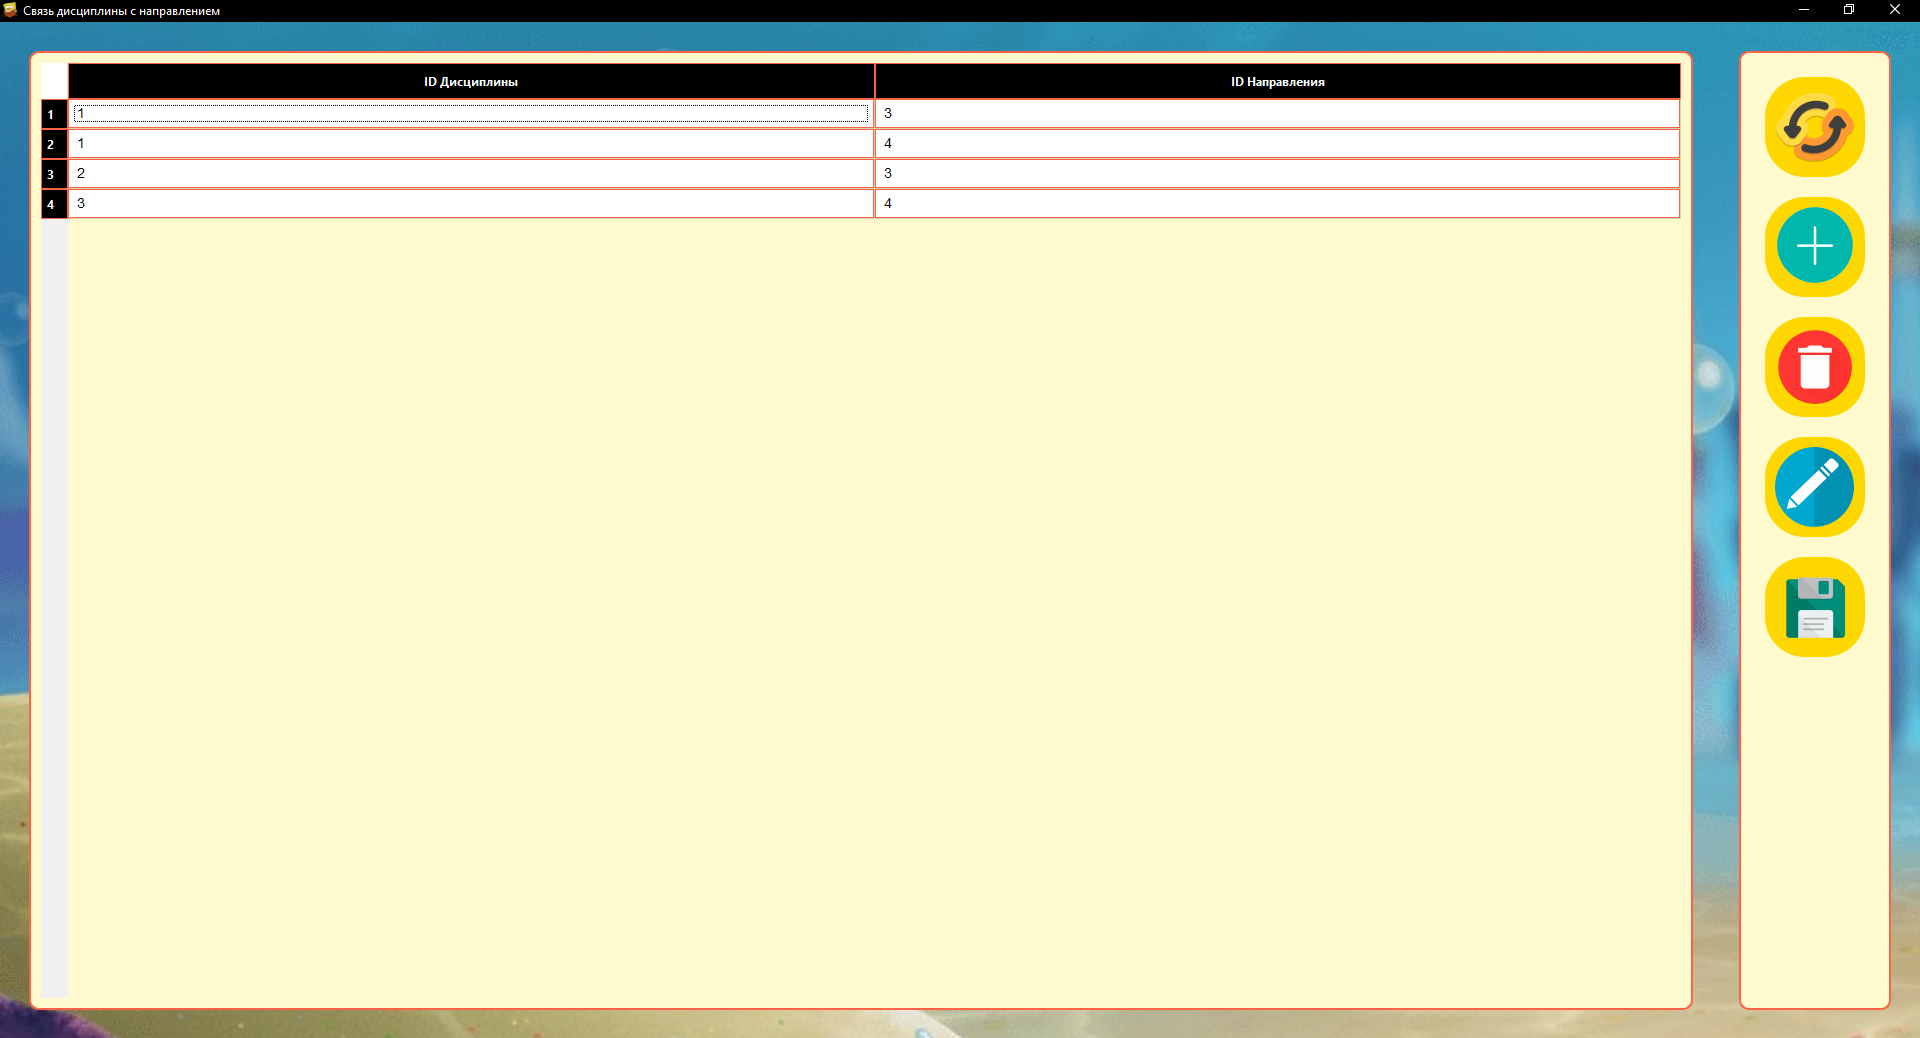 Связь дисциплины с направлением
ID Дисциплины ID Направления
1 1 3
2 1 4
3 2 3
4 3 4